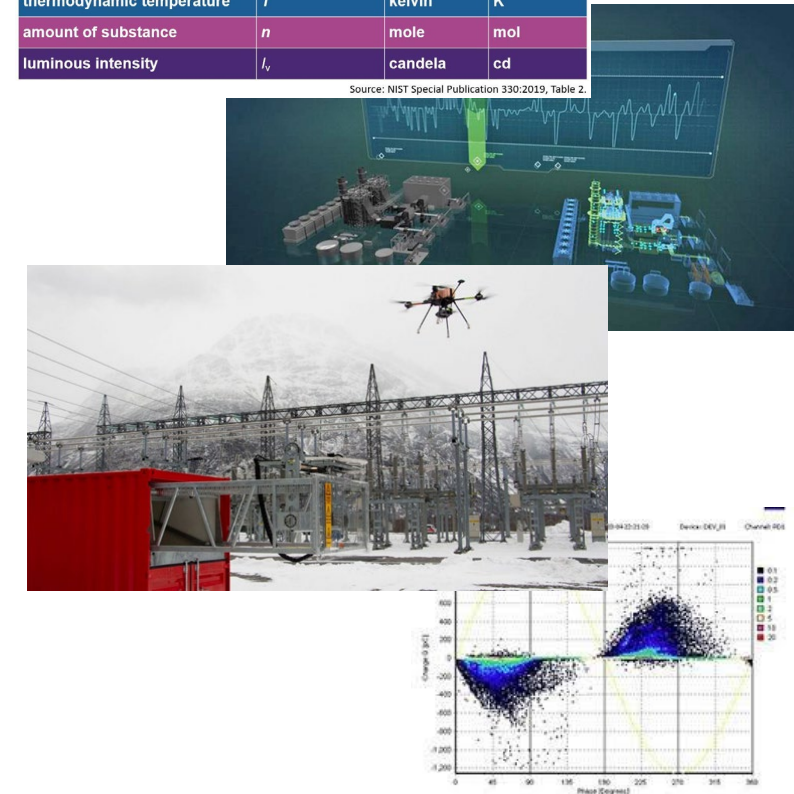 thermodynamic temperature T kelvin K
amount of substance n mole mol
luminous intensity Iv candela cd
Source: NIST Special Publication 330:2019, Table 2.
Device: DEV_01 Channel: PD1
0.1
0.2
0.5
1
2
5
10
20
600
400
200
0
-200
-400
-600
-800
-1,000
-1,200
Charge Q [pC]
0 45 90 135 180 225 270 315 360
Phase [Degrees]